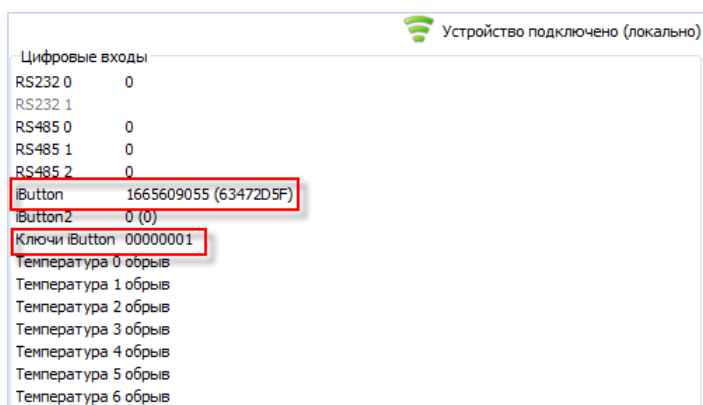 Устройство подключено (локально)
Цифровые входы
RS232 0 0
RS232 1
RS485 0 0
RS485 1 0
RS485 2 0
iButton 1665609055 (63472D5F)
iButton2 0 (0)
Ключи iButton 00000001
Температура 0 обрыв
Температура 1 обрыв
Температура 2 обрыв
Температура 3 обрыв
Температура 4 обрыв
Температура 5 обрыв
Температура 6 обрыв